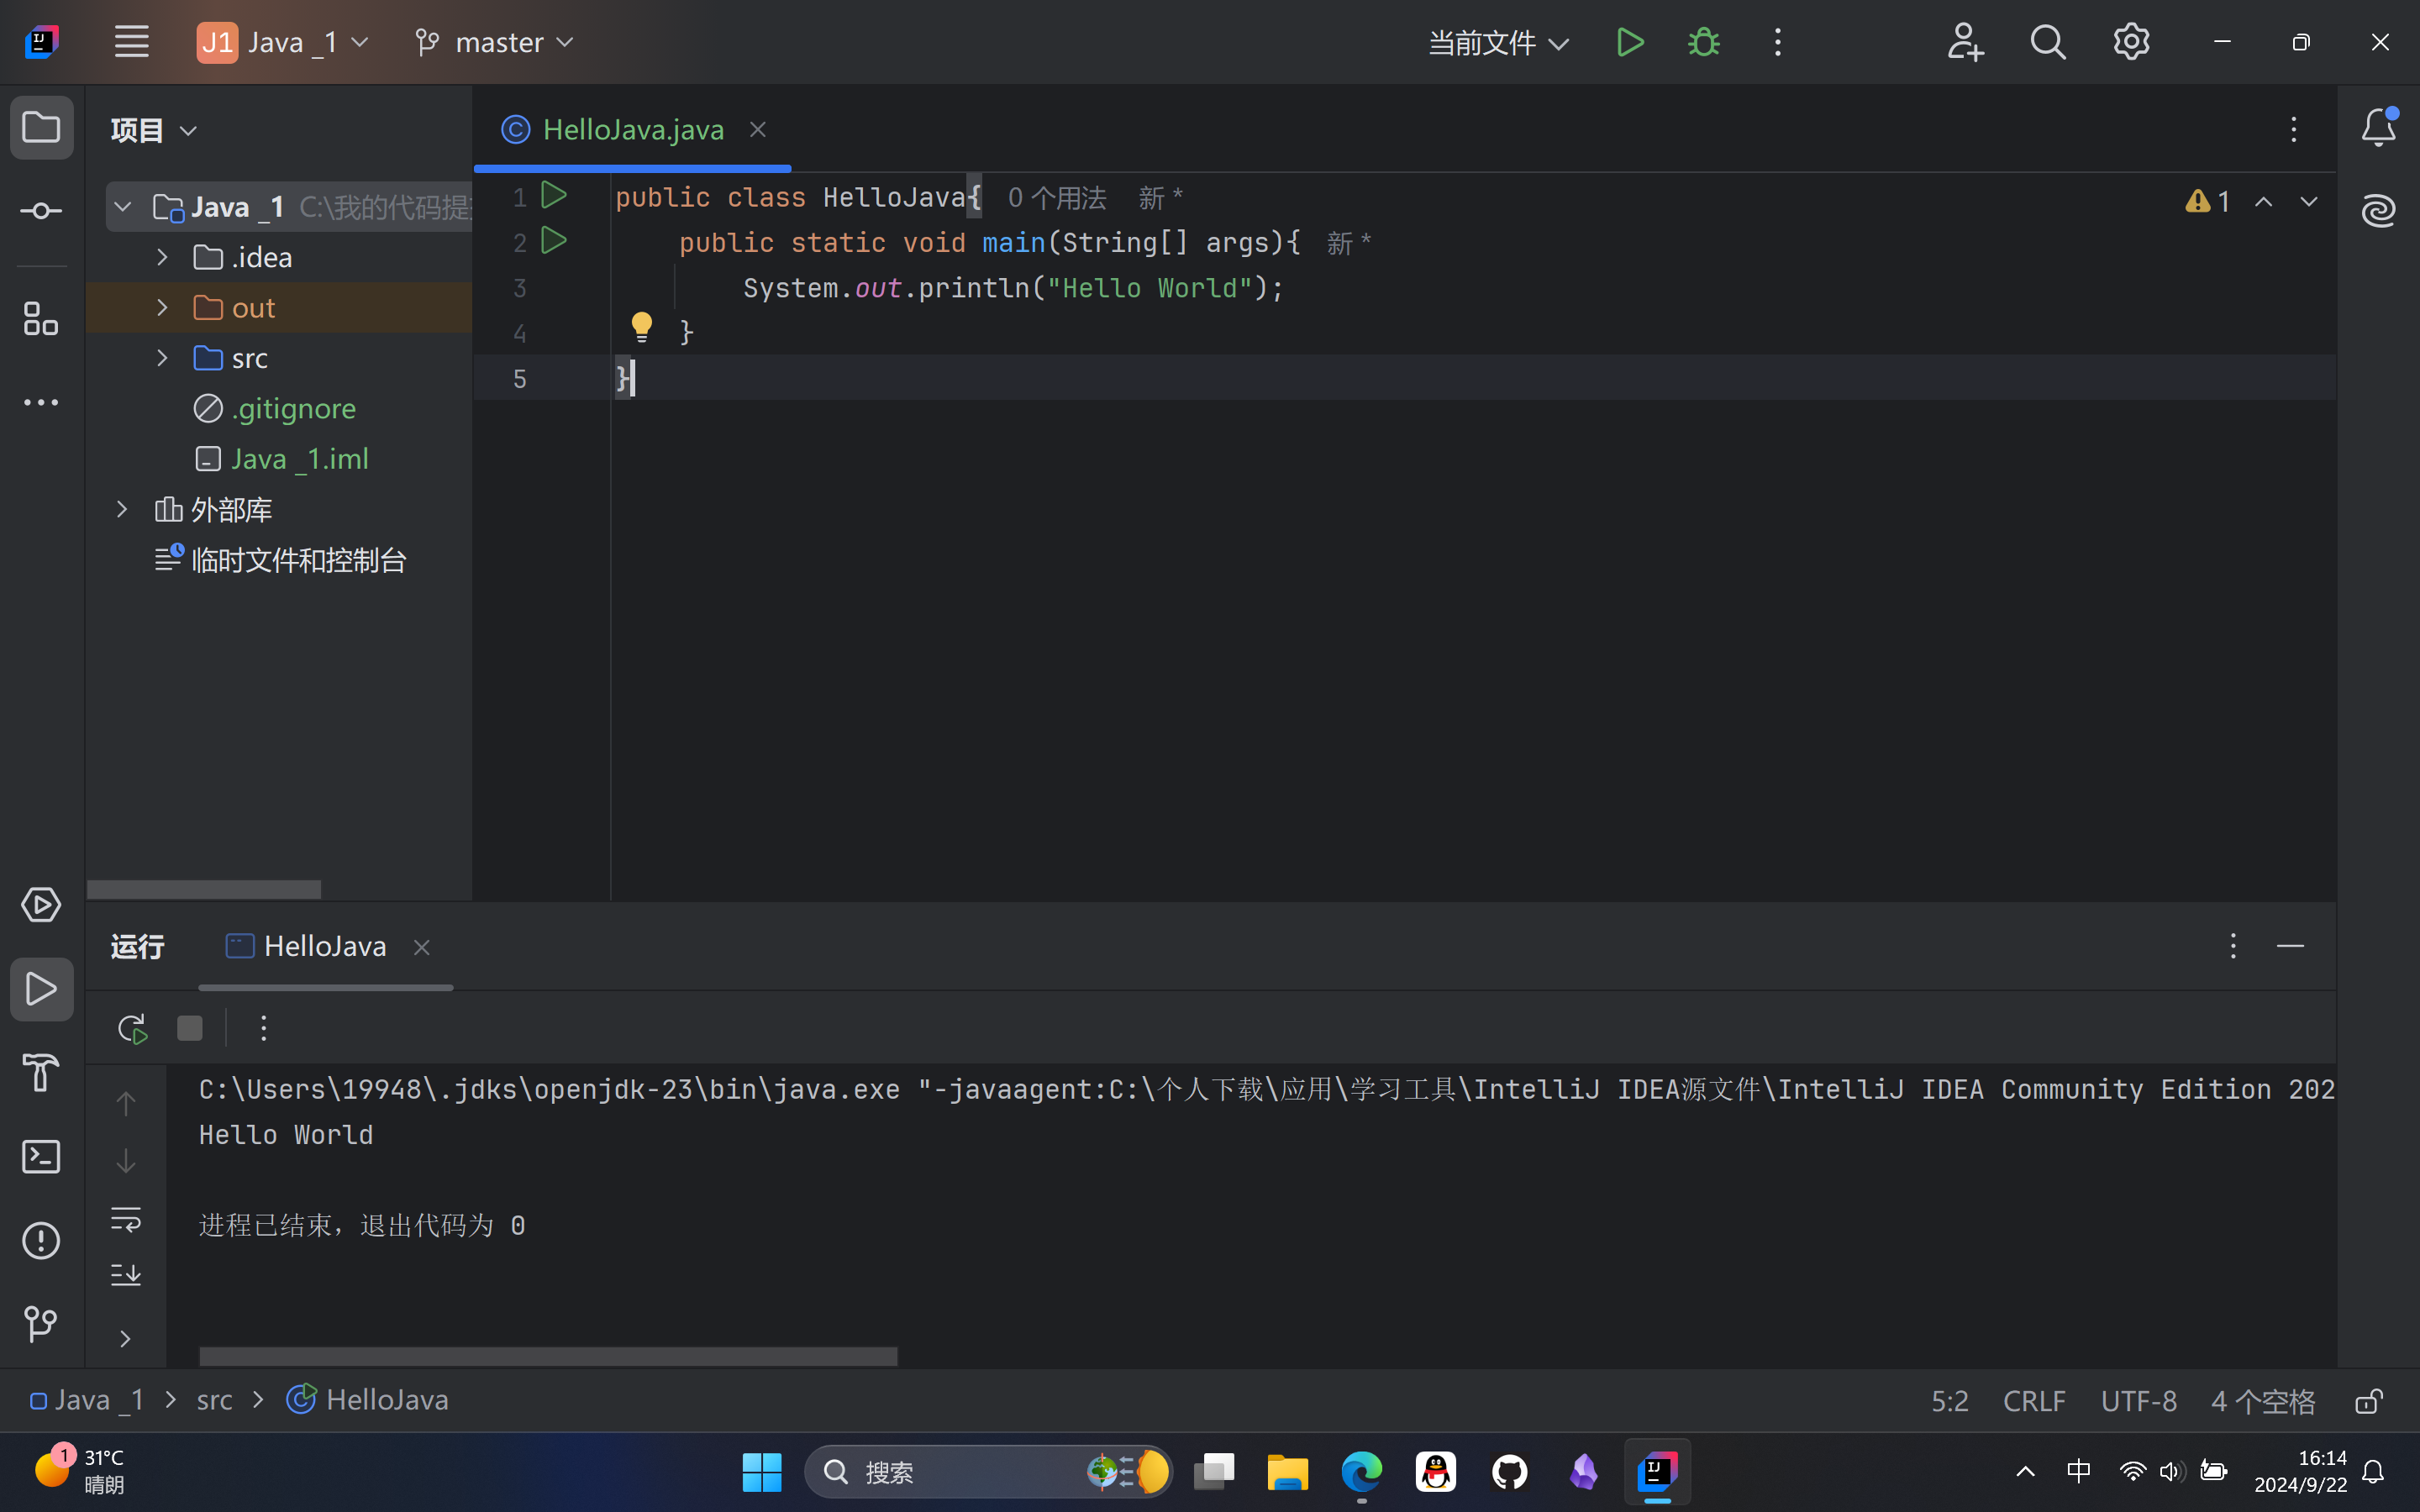 J1 Java _1 master 当前文件
项目
HelloJava.java
Java _1 C:\我的代码提
.idea
out
src
.gitignore
Java _1.iml
外部库
临时文件和控制台
1 public class HelloJava{ 0 个用法 新 *
2 public static void main(String[] args){ 新 *
3 System.out.println("Hello World");
4 }
5 }
1
运行 HelloJava
C:\Users\19948\.jdks\openjdk-23\bin\java.exe "-javaagent:C:\个人下载\应用\学习工具\IntelliJ IDEA源文件\IntelliJ IDEA Community Edition 202
Hello World
进程已结束，退出代码为 0
Java _1 src HelloJava 5:2 CRLF UTF-8 4 个空格
1 31°C
晴朗
搜索
中
16:14
2024/9/22